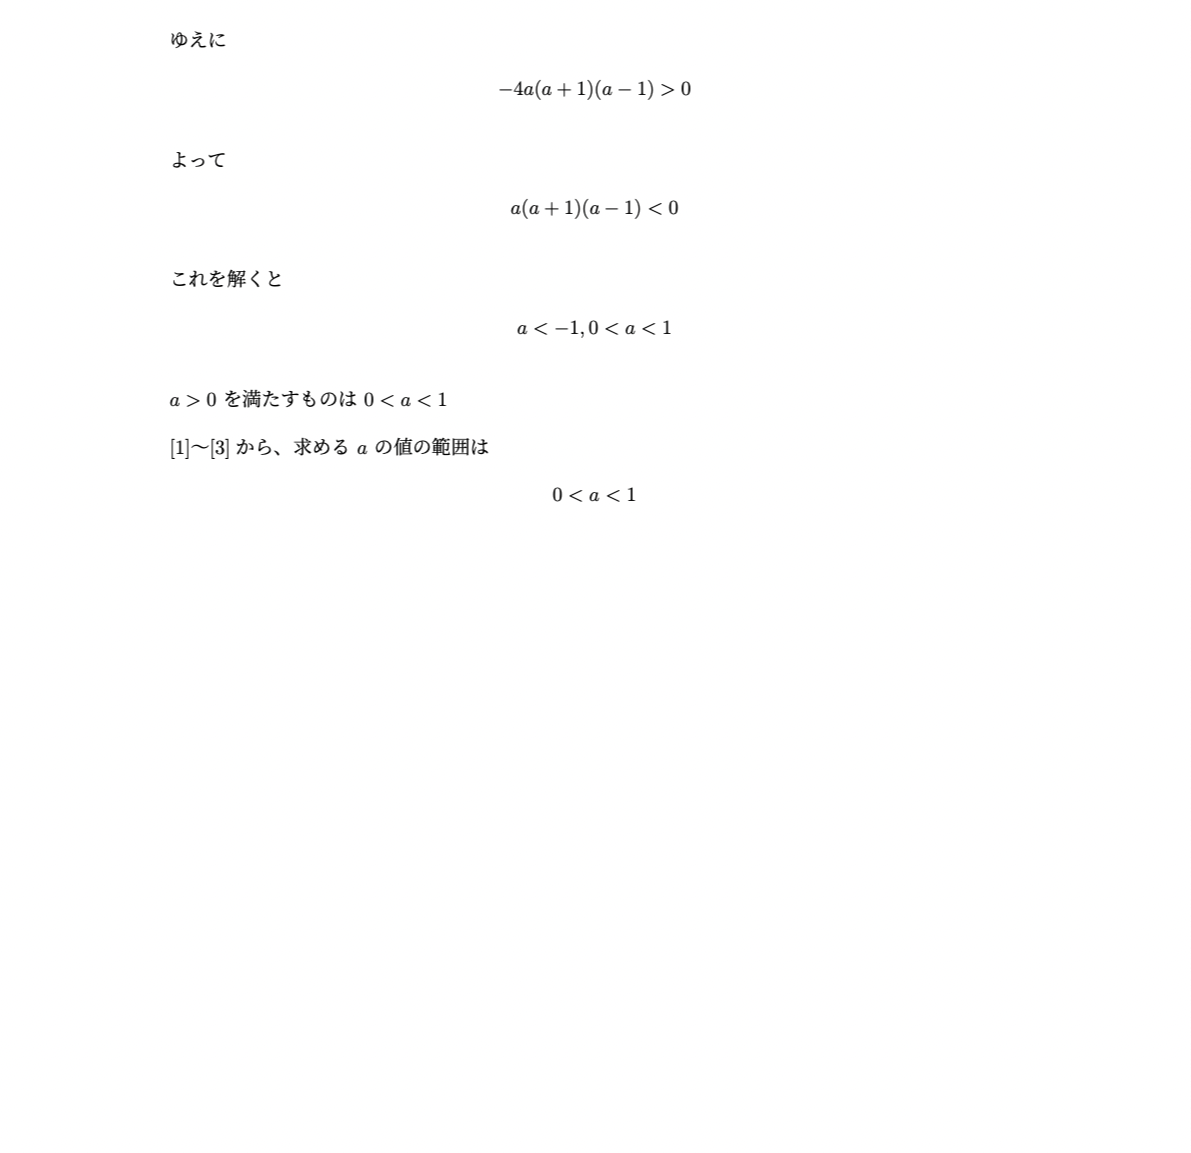 ゆえに
−4a(a + 1)(a − 1) > 0
よって
a(a + 1)(a − 1) < 0
これを解くと
a < −1, 0 < a < 1
a > 0 を満たすものは 0 < a < 1
[1]〜[3] から、求める a の値の範囲は
0 < a < 1